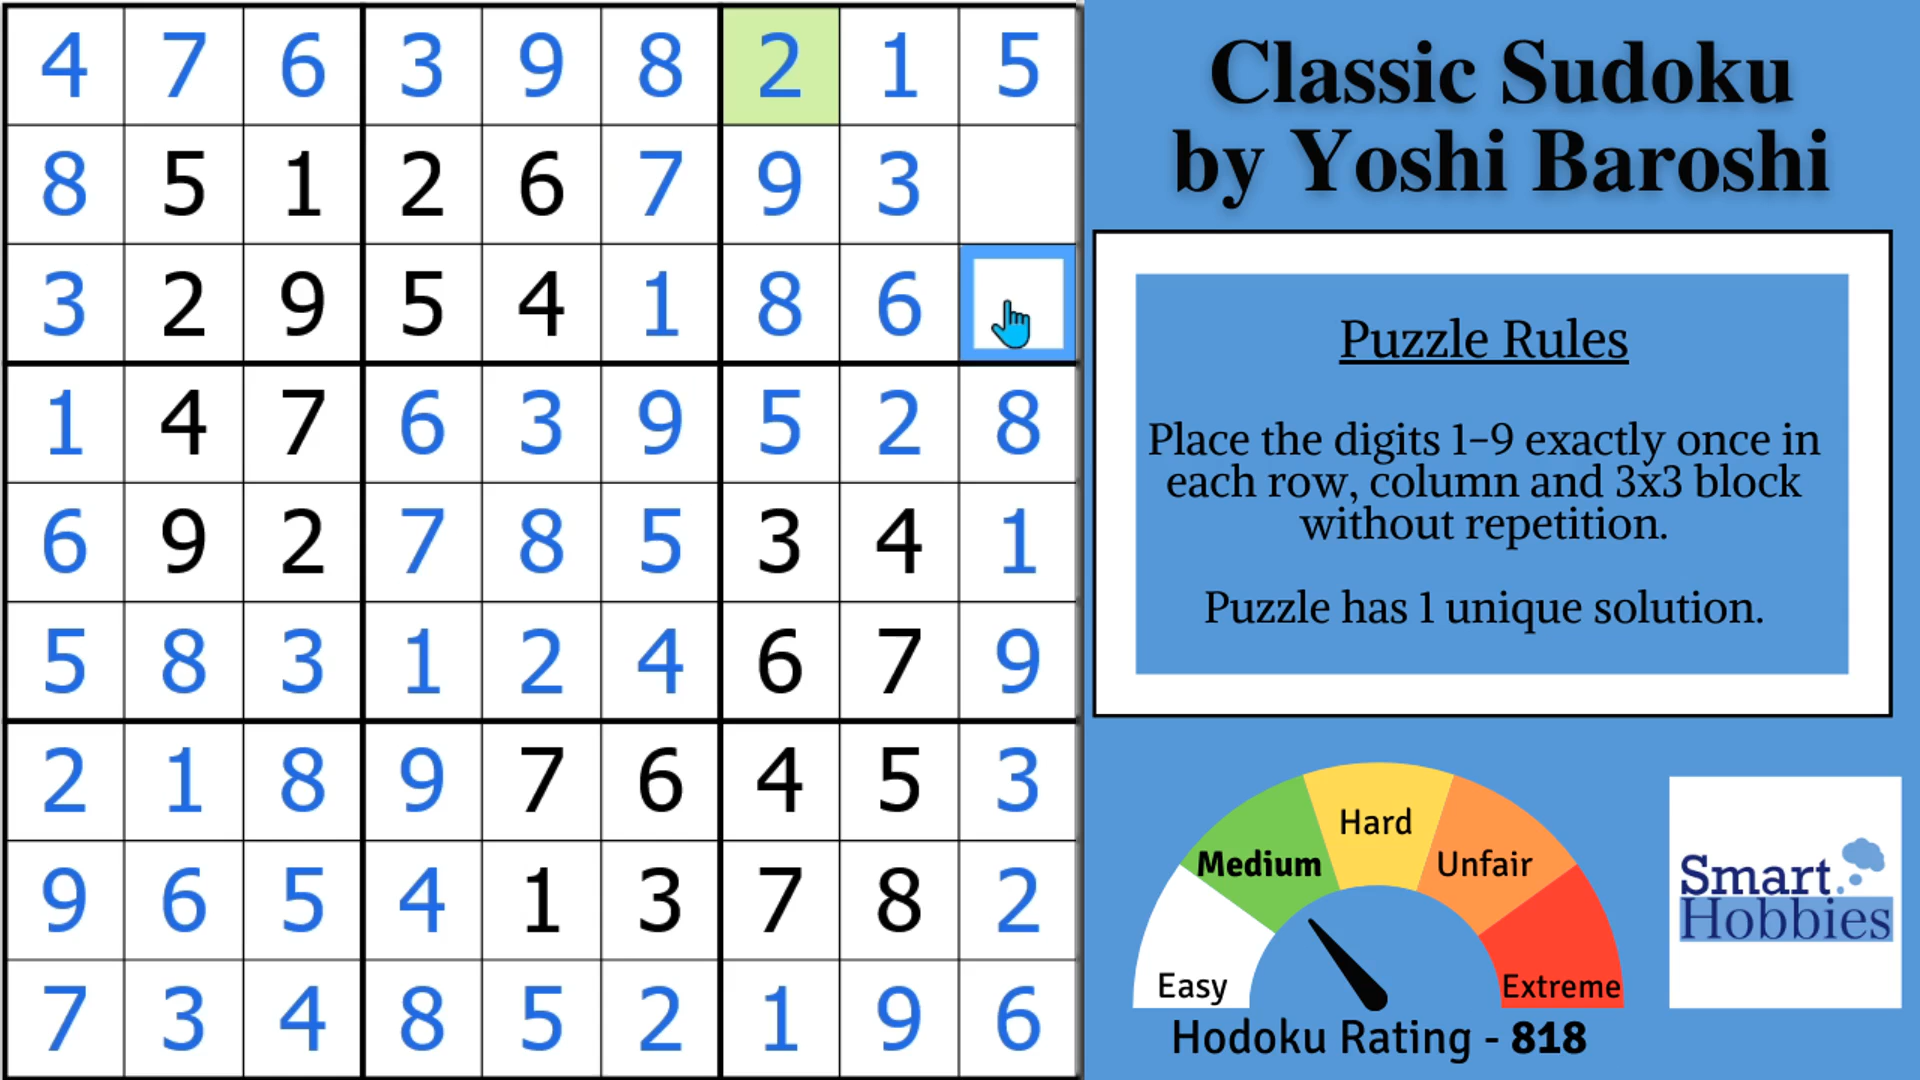 4 7 6 3 9 8 2 1 5
8 5 1 2 6 7 9 3
3 2 9 5 4 1 8 6
1 4 7 6 3 9 5 2 8
6 9 2 7 8 5 3 4 1
5 8 3 1 2 4 6 7 9
2 1 8 9 7 6 4 5 3
9 6 5 4 1 3 7 8 2
7 3 4 8 5 2 1 9 6
Classic Sudoku
by Yoshi Baroshi
Puzzle Rules
Place the digits 1-9 exactly once in
each row, column and 3x3 block
without repetition.
Puzzle has 1 unique solution.
Easy
Medium
Hard
Unfair
Extreme
Hodoku Rating - 818
Smart
Hobbies